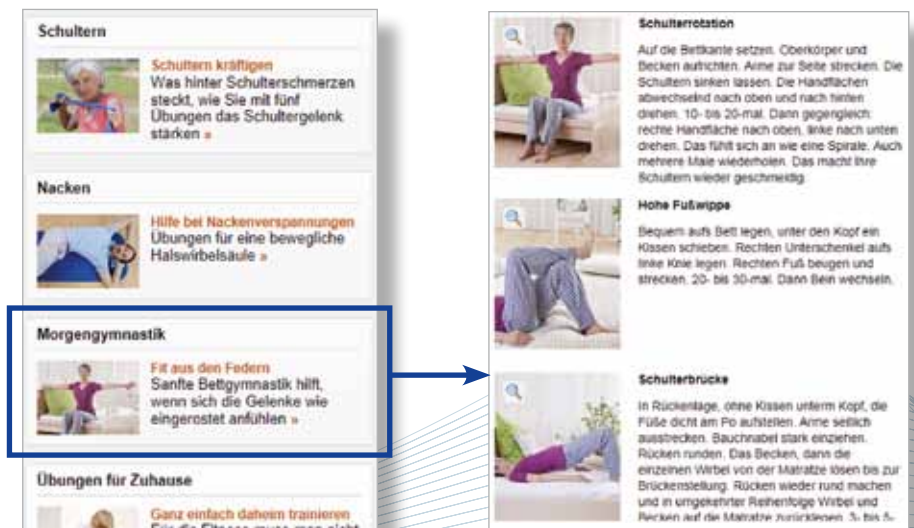 Schultern
Schultern kräftigen
Was hinter Schulterschmerzen
steckt, wie Sie mit fünf
Übungen das Schultergelenk
stärken »
Nacken
Hilfe bei Nackenverspannungen
Übungen für eine bewegliche
Halswirbelsäule »
Morgengymnastik
Fit aus den Federn
Sanfte Bettgymnastik hilft,
wenn sich die Gelenke wie
eingerostet anfühlen »
Übungen für Zuhause
Ganz einfach daheim trainieren
Für die Fitness muss man nicht
Schulterrotation
Auf die Bettkante setzen. Oberkörper und
Becken aufrichten. Arme zur Seite strecken. Die
Schultern sinken lassen. Die Handflächen
abwechselnd nach oben und nach hinten
drehen, 10- bis 20-mal. Dann gegengleich:
rechte Handfläche nach oben, linke nach unten
drehen. Das fühlt sich an wie eine Spirale. Auch
mehrere Male wiederholen. Das macht Ihre
Schultern wieder geschmeidig.
Hohe Fußwippe
Bequem aufs Bett legen, unter den Kopf ein
Kissen schieben. Rechten Unterschenkel aufs
linke Knie legen. Rechten Fuß beugen und
strecken, 20- bis 30-mal. Dann Bein wechseln.
Schulterbrücke
In Rückenlage, ohne Kissen unterm Kopf, die
Füße dicht am Po aufstellen. Arme seitlich
ausstrecken. Bauchnabel stark einziehen.
Rücken runden. Das Becken, dann die
einzelnen Wirbel von der Matratze lösen bis zur
Brückenstellung. Rücken wieder rund machen
und in umgekehrter Reihenfolge Wirbel und
Becken auf die Matratze zurücklegen. 3- bis 5-